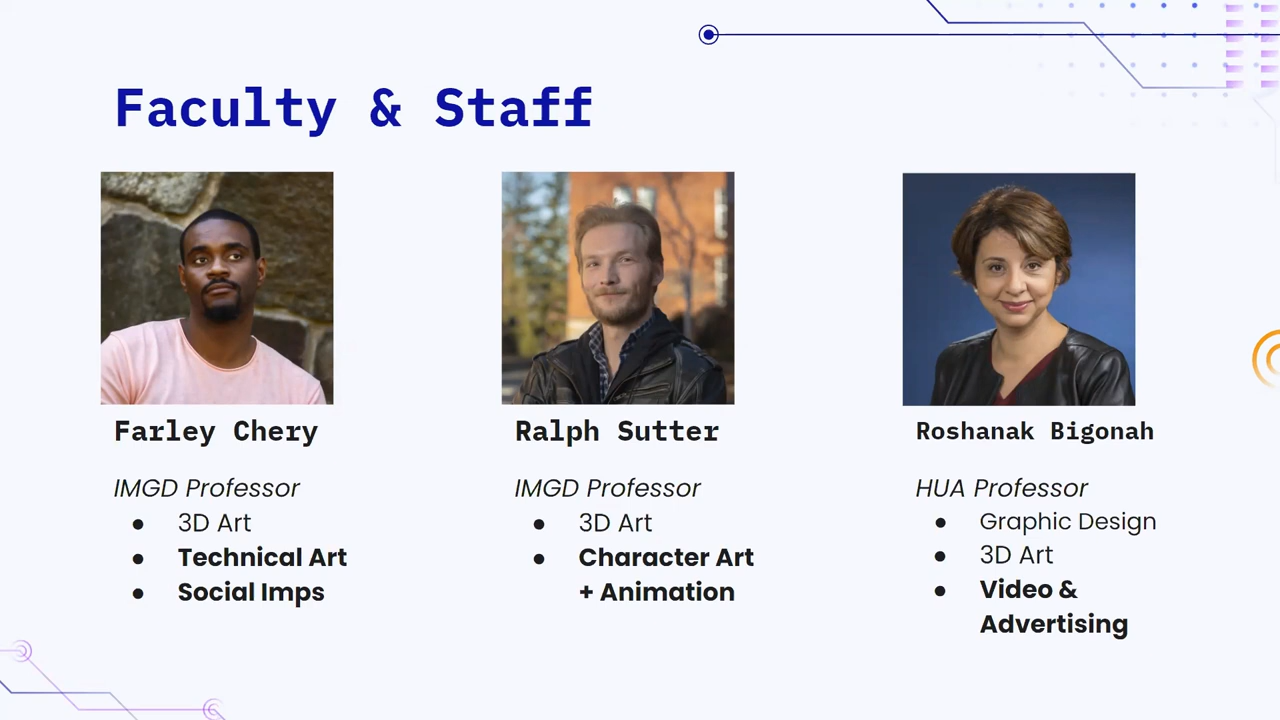 Faculty & Staff
Farley Chery
IMGD Professor
● 3D Art
● Technical Art
● Social Imps
Ralph Sutter
IMGD Professor
● 3D Art
● Character Art
+ Animation
Roshanak Bigonah
HUA Professor
● Graphic Design
● 3D Art
● Video &
Advertising